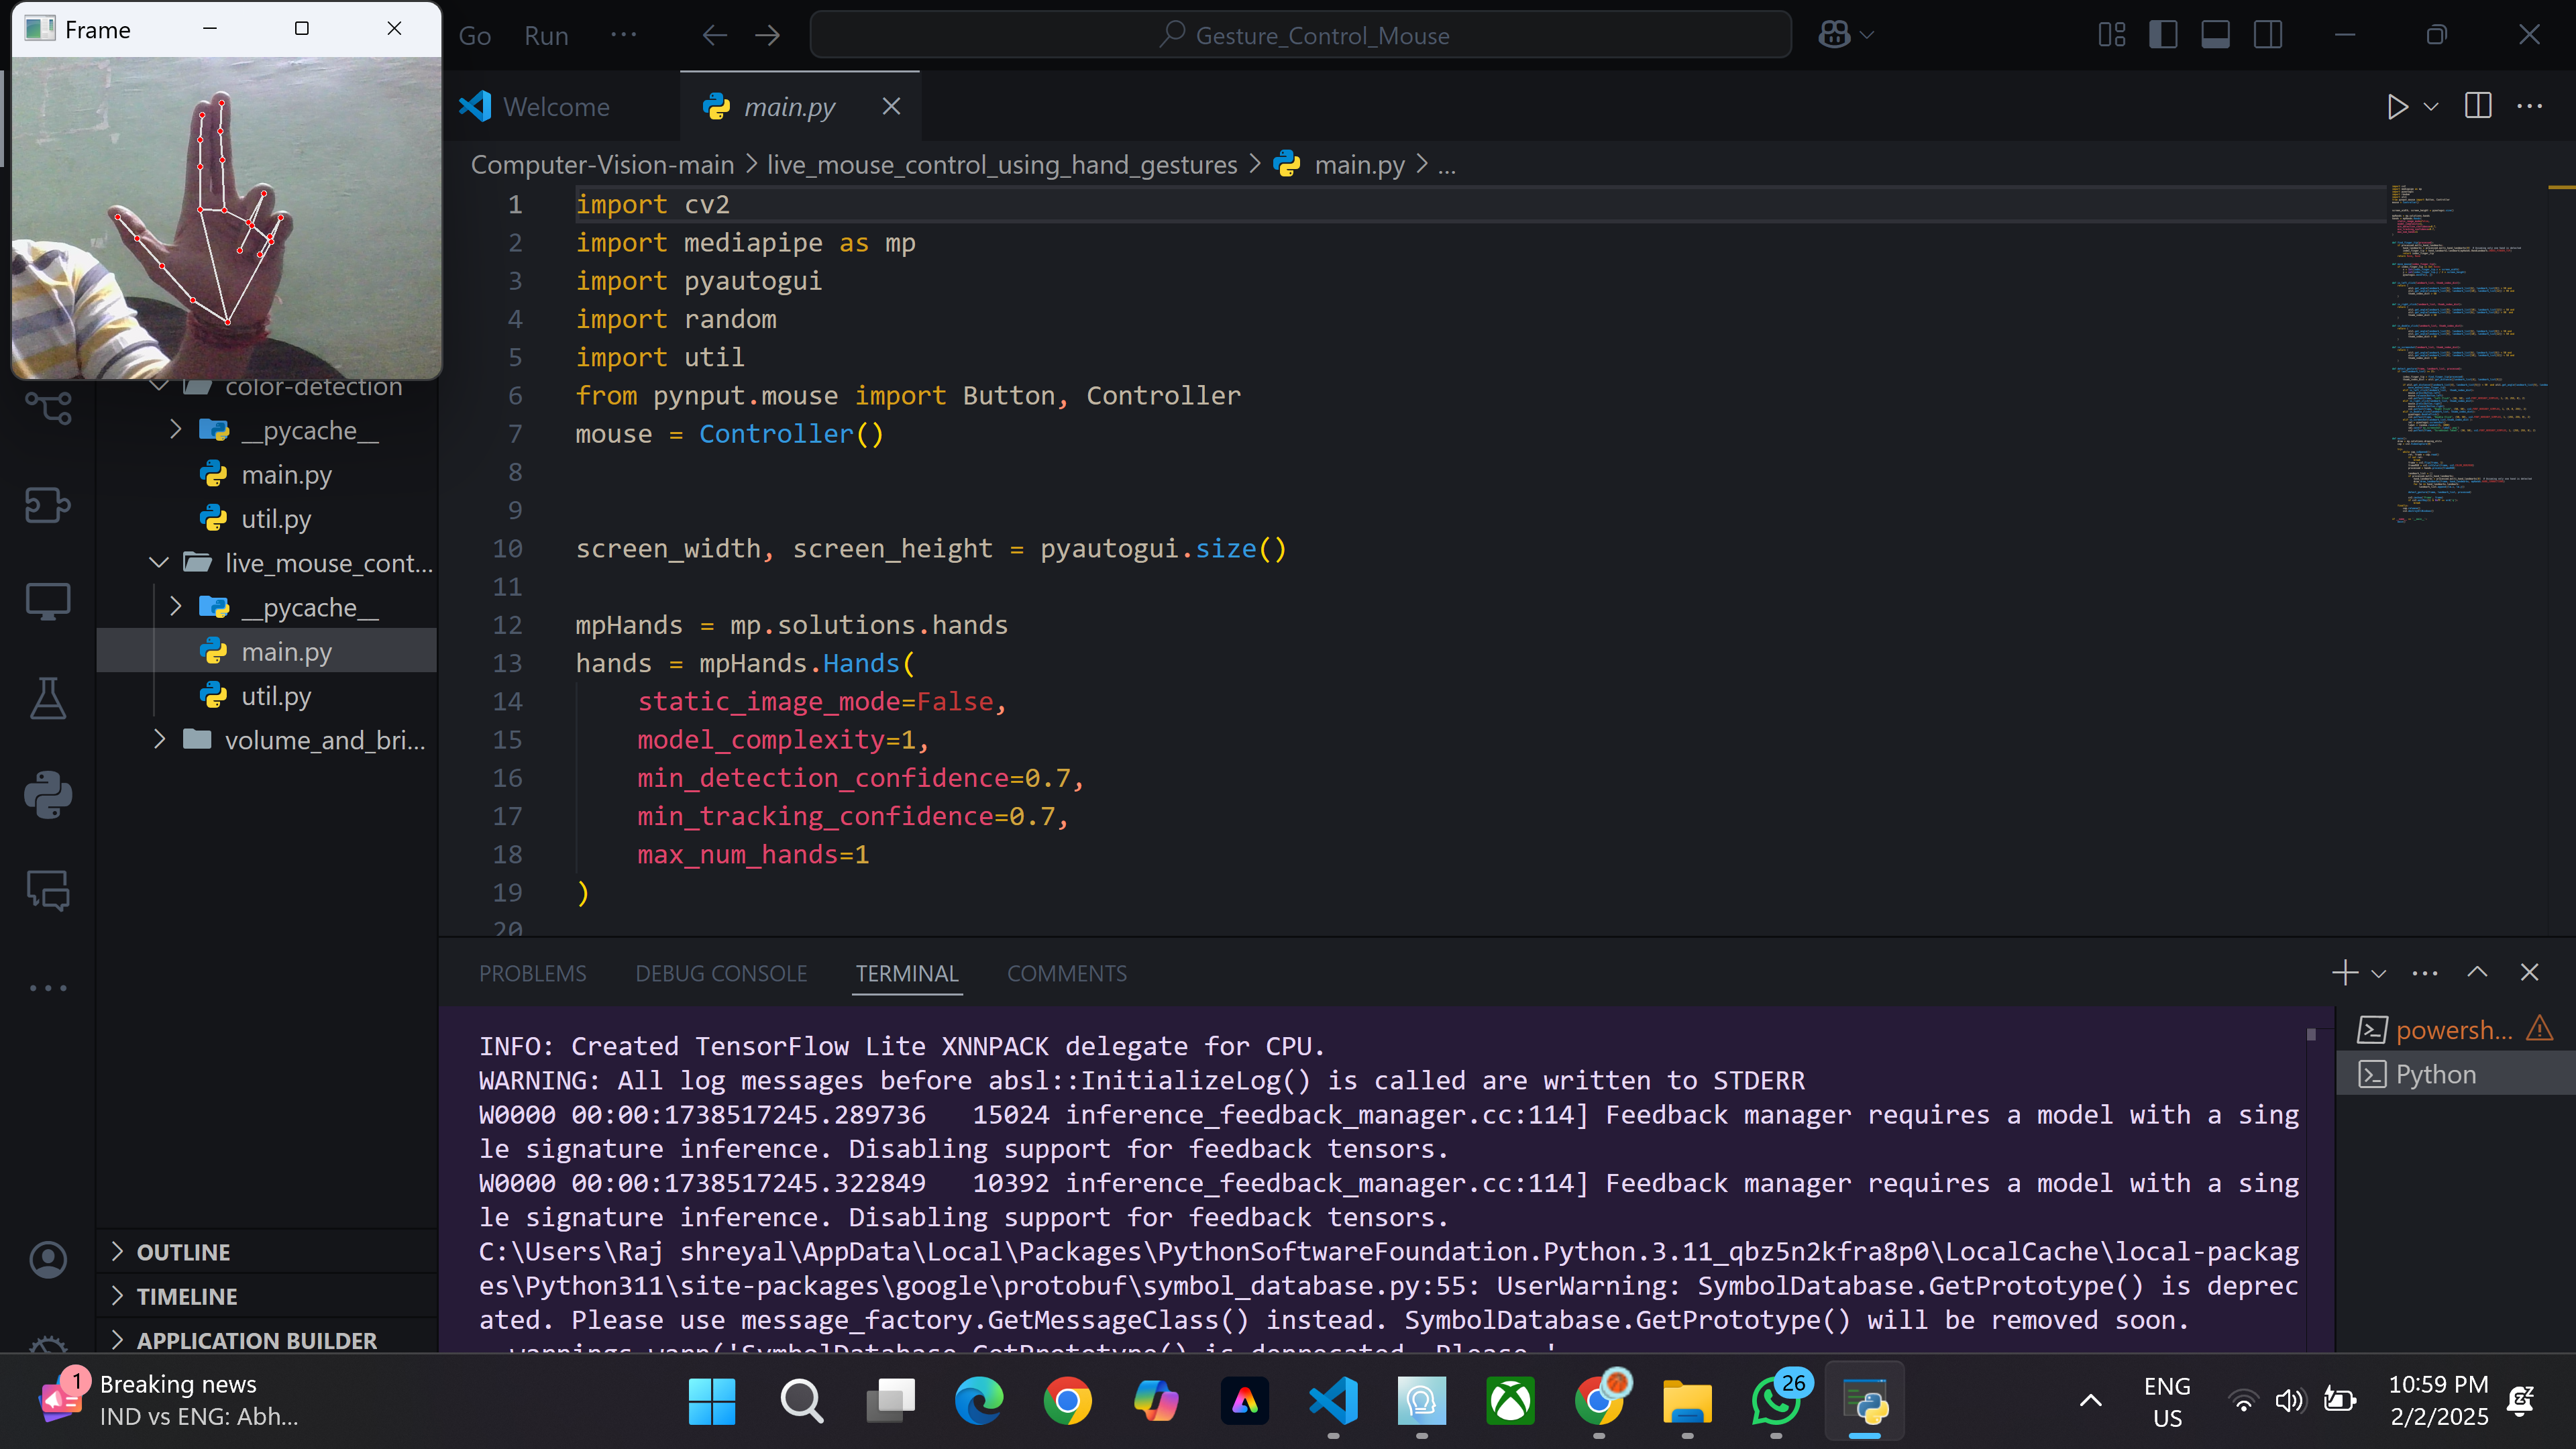 Frame
Go Run ... Gesture_Control_Mouse
Welcome main.py
Computer-Vision-main > live_mouse_control_using_hand_gestures > main.py > ...
1 import cv2
2 import mediapipe as mp
3 import pyautogui
4 import random
5 import util
6 from pynput.mouse import Button, Controller
7 mouse = Controller()
8
9
10 screen_width, screen_height = pyautogui.size()
11
12 mpHands = mp.solutions.hands
13 hands = mpHands.Hands(
14 static_image_mode=False,
15 model_complexity=1,
16 min_detection_confidence=0.7,
17 min_tracking_confidence=0.7,
18 max_num_hands=1
19 )
20
color-detection
__pycache__
main.py
util.py
live_mouse_cont...
__pycache__
main.py
util.py
volume_and_bri...
OUTLINE
TIMELINE
APPLICATION BUILDER
PROBLEMS DEBUG CONSOLE TERMINAL COMMENTS
INFO: Created TensorFlow Lite XNNPACK delegate for CPU.
WARNING: All log messages before absl::InitializeLog() is called are written to STDERR
W0000 00:00:1738517245.289736 15024 inference_feedback_manager.cc:114] Feedback manager requires a model with a sing
le signature inference. Disabling support for feedback tensors.
W0000 00:00:1738517245.322849 10392 inference_feedback_manager.cc:114] Feedback manager requires a model with a sing
le signature inference. Disabling support for feedback tensors.
C:\Users\Raj shreyal\AppData\Local\Packages\PythonSoftwareFoundation.Python.3.11_qbz5n2kfra8p0\LocalCache\local-packag
es\Python311\site-packages\google\protobuf\symbol_database.py:55: UserWarning: SymbolDatabase.GetPrototype() is deprec
ated. Please use message_factory.GetMessageClass() instead. SymbolDatabase.GetPrototype() will be removed soon.
warnings.warn('SymbolDatabase.GetPrototype() is deprecated. Please '
powersh...
Python
1
Breaking news
IND vs ENG: Abh...
26
ENG
US
10:59 PM
2/2/2025